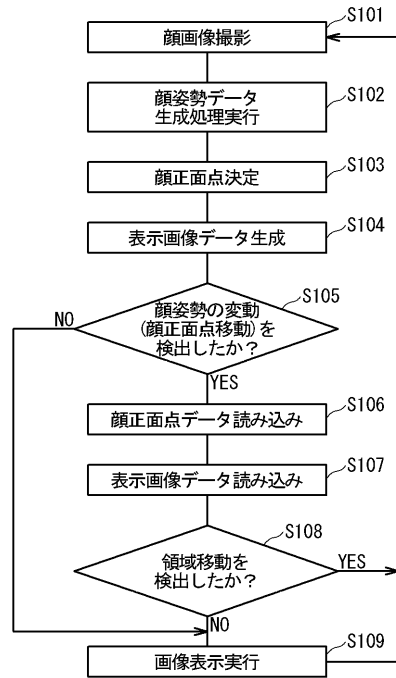 S101
顔画像撮影
S102
顔姿勢データ
生成処理実行
S103
顔正面点決定
S104
表示画像データ生成
S105
顔姿勢の変動
(顔正面点移動)を
検出したか？
NO
YES
S106
顔正面点データ読み込み
S107
表示画像データ読み込み
S108
領域移動を
検出したか？
YES
NO
S109
画像表示実行